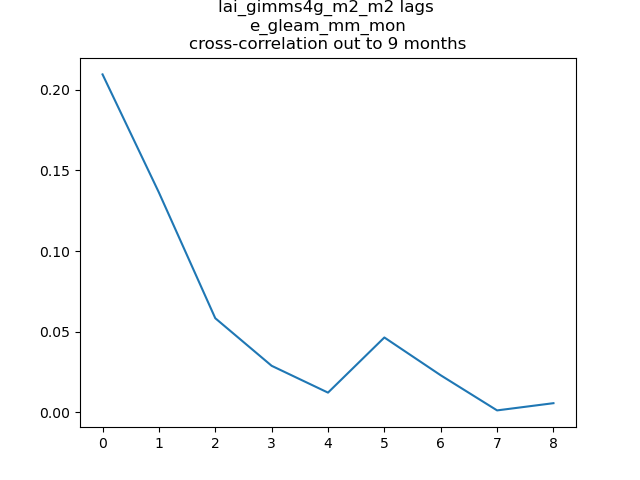 lai_gimms4g_m2_m2 lags
e_gleam_mm_mon
cross-correlation out to 9 months
0.20
0.15
0.10
0.05
0.00
0 1 2 3 4 5 6 7 8